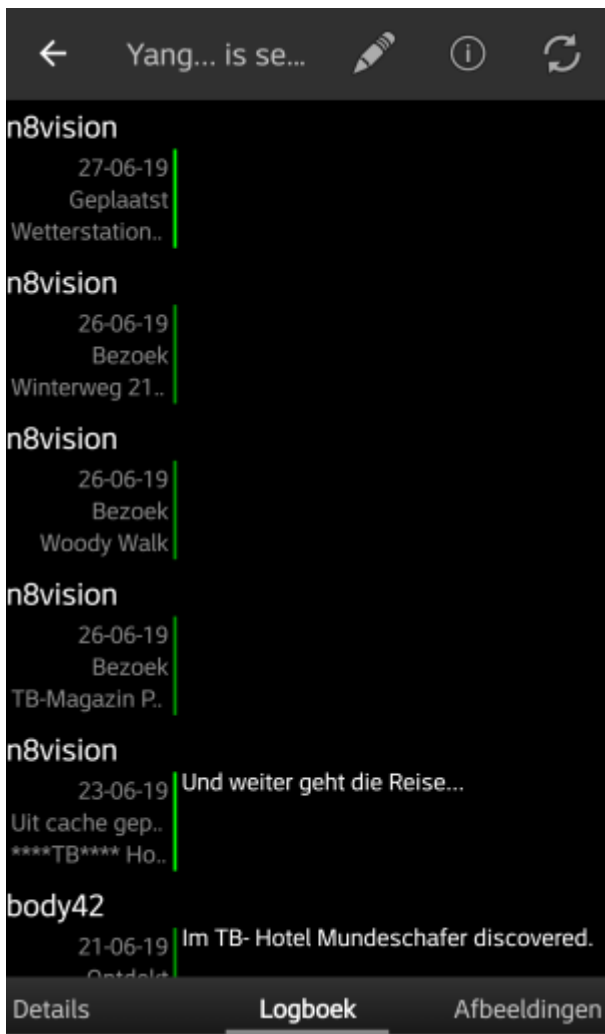 Yang... is se...
n8vision
27-06-19
Geplaatst
Wetterstation..
n8vision
26-06-19
Bezoek
Winterweg 21..
n8vision
26-06-19
Bezoek
Woody Walk
n8vision
26-06-19
Bezoek
TB-Magazin P..
n8vision
23-06-19
Uit cache gep..
****TB**** Ho..
Und weiter geht die Reise...
body42
21-06-19
Ontdekt
Im TB- Hotel Mundeschafer discovered.
Details Logboek Afbeeldingen